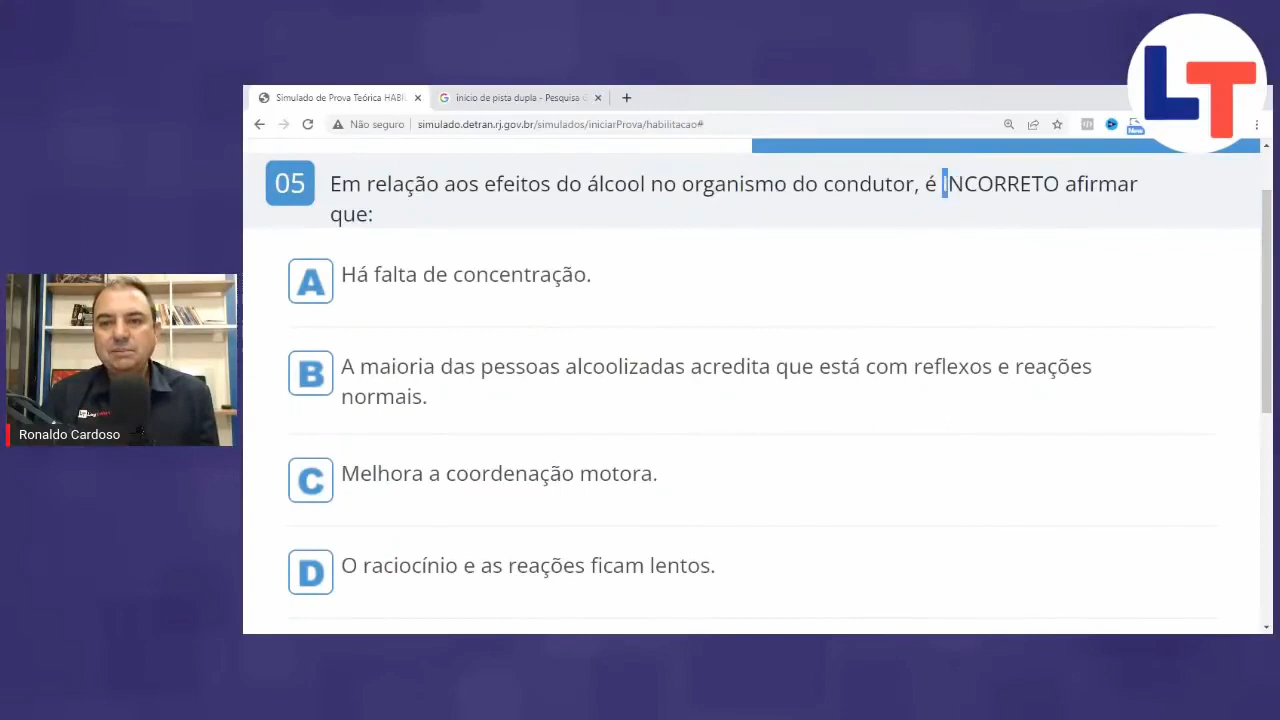 LT
Simulado de Prova Teórica HABIL
inicio de pista dupla - Pesquisa G
Não seguro
simulado.detran.rj.gov.br/simulados/iniciarProva/habilitacao#
New
05 Em relação aos efeitos do álcool no organismo do condutor, é INCORRETO afirmar
que:
A Há falta de concentração.
B A maioria das pessoas alcoolizadas acredita que está com reflexos e reações
normais.
C Melhora a coordenação motora.
D O raciocínio e as reações ficam lentos.
Ronaldo Cardoso